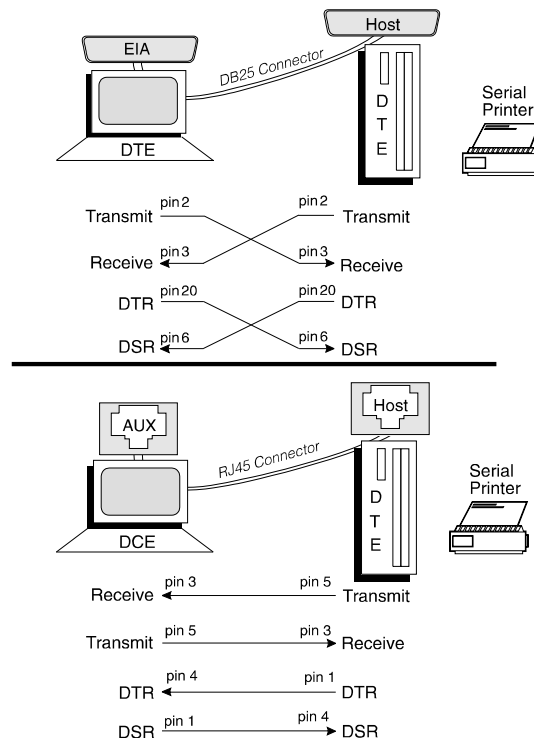 Host
EIA
DB25 Connector
Serial
Printer
D
T
E
DTE
pin 2 pin 2
Transmit Transmit
pin 3 pin 3
Receive Receive
pin 20 pin 20
DTR DTR
pin 6 pin 6
DSR DSR
Host
AUX
RJ45 Connector
Serial
Printer
D
T
E
DCE
pin 3 pin 5
Receive Transmit
pin 5 pin 3
Transmit Receive
pin 4 pin 1
DTR DTR
pin 1 pin 4
DSR DSR